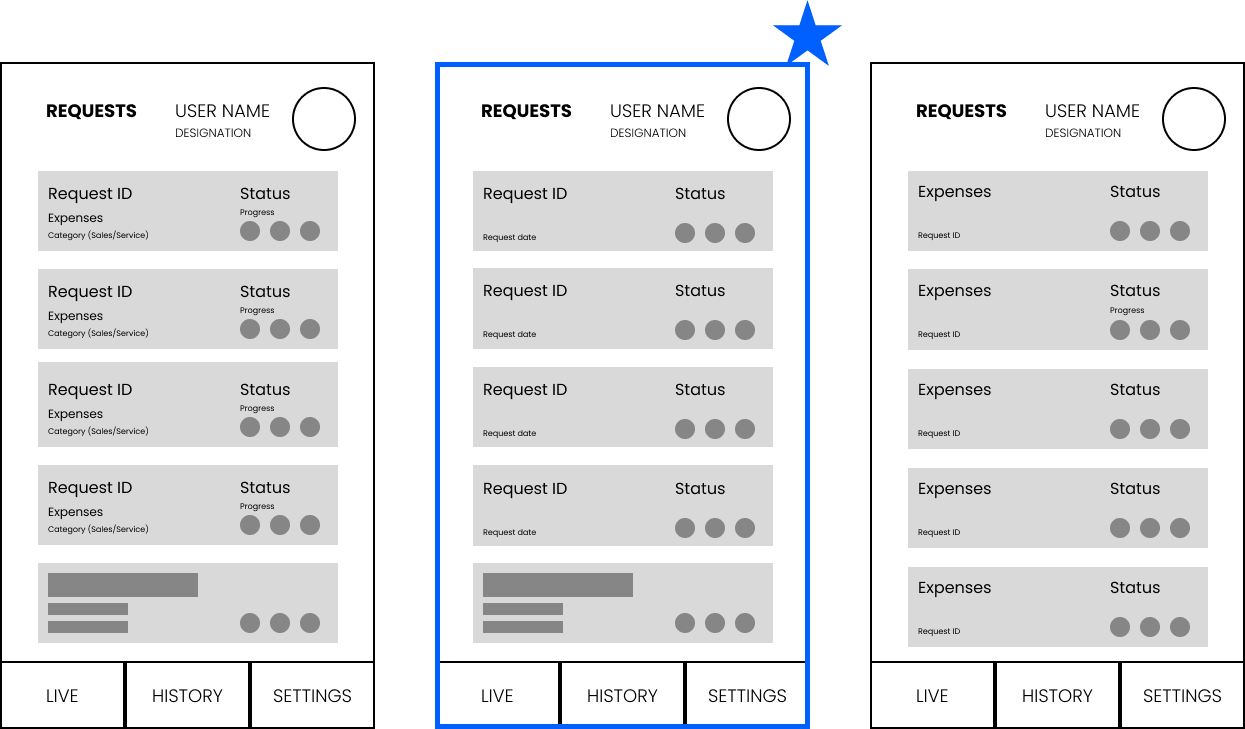 REQUESTS USER NAME
DESIGNATION
Request ID Status
Expenses Progress
Category (Sales/Service)
Request ID Status
Expenses Progress
Category (Sales/Service)
Request ID Status
Expenses Progress
Category (Sales/Service)
Request ID Status
Expenses Progress
Category (Sales/Service)
LIVE HISTORY SETTINGS
REQUESTS USER NAME
DESIGNATION
Request ID Status
Request date
Request ID Status
Request date
Request ID Status
Request date
Request ID Status
Request date
LIVE HISTORY SETTINGS
REQUESTS USER NAME
DESIGNATION
Expenses Status
Request ID
Expenses Status
Progress
Request ID
Expenses Status
Request ID
Expenses Status
Request ID
Expenses Status
Request ID
LIVE HISTORY SETTINGS